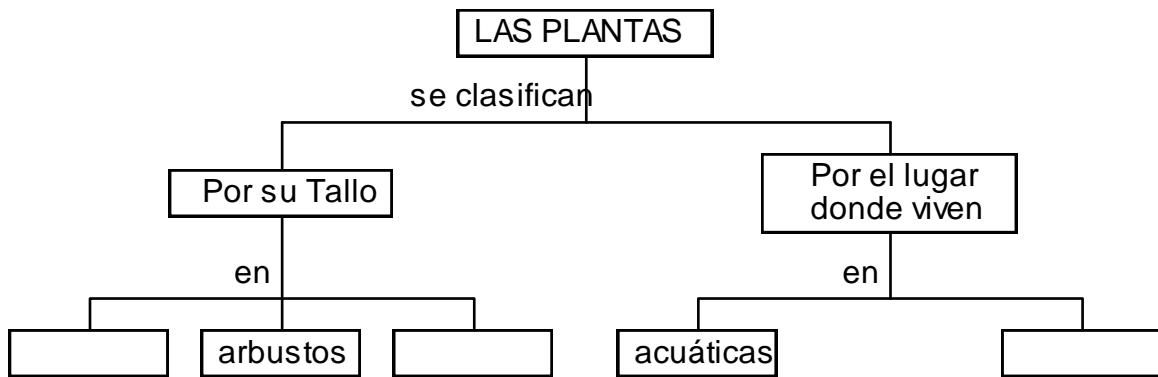 LAS PLANTAS
se clasifican
Por su Tallo
Por el lugar
donde viven
en
en
arbustos
acuáticas